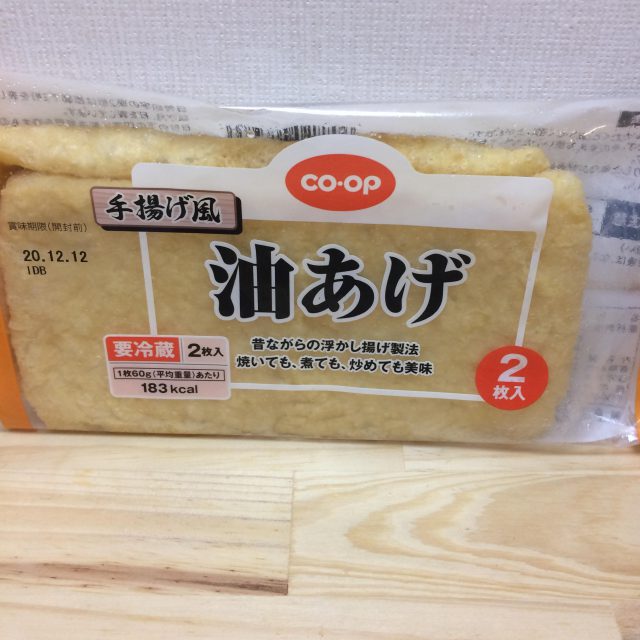 CO·OP
手揚げ風
賞味期限(開封前)
20.12.12
1DB
油あげ
昔ながらの浮かし揚げ製法
焼いても、煮ても、炒めても美味
要冷蔵 2枚入
1枚60g(平均重量)あたり
183kcal
2
枚入